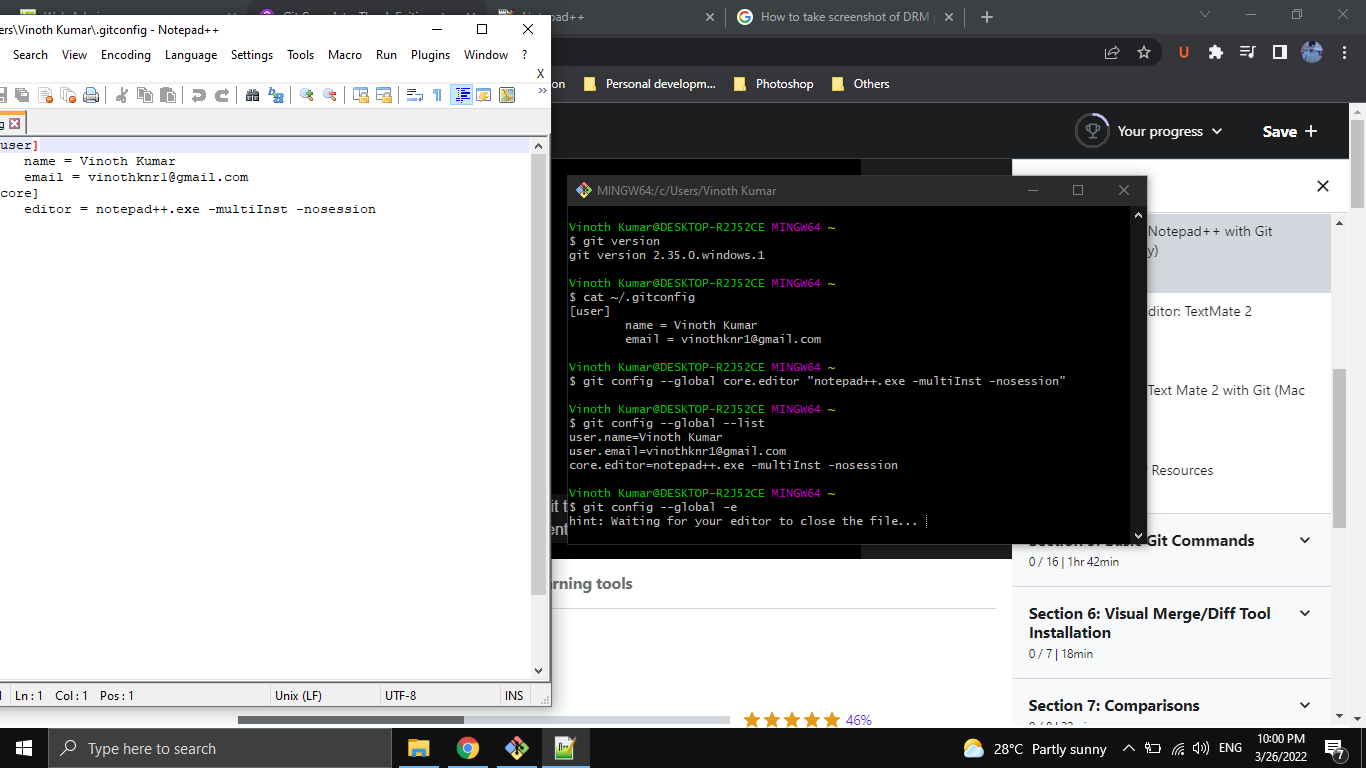 Notepad++
How to take screenshot of DRM
ers\Vinoth Kumar\.gitconfig - Notepad++
Search View Encoding Language Settings Tools Macro Run Plugins Window ?
X
Personal developm...
Photoshop
Others
Your progress
Save +
user]
name = Vinoth Kumar
email = vinothknr1@gmail.com
core]
editor = notepad++.exe -multiInst -nosession
Ln : 1 Col : 1 Pos : 1
Unix (LF)
UTF-8
INS
MINGW64:/c/Users/Vinoth Kumar
Vinoth Kumar@DESKTOP-R2J52CE MINGW64 ~
$ git version
git version 2.35.0.windows.1
Vinoth Kumar@DESKTOP-R2J52CE MINGW64 ~
$ cat ~/.gitconfig
[user]
name = Vinoth Kumar
email = vinothknr1@gmail.com
Vinoth Kumar@DESKTOP-R2J52CE MINGW64 ~
$ git config --global core.editor "notepad++.exe -multiInst -nosession"
Vinoth Kumar@DESKTOP-R2J52CE MINGW64 ~
$ git config --global --list
user.name=Vinoth Kumar
user.email=vinothknr1@gmail.com
core.editor=notepad++.exe -multiInst -nosession
Vinoth Kumar@DESKTOP-R2J52CE MINGW64 ~
$ git config --global -e
hint: Waiting for your editor to close the file...
Notepad++ with Git
y)
ditor: TextMate 2
Text Mate 2 with Git (Mac
Resources
Git Commands
0 / 16 | 1hr 42min
Section 6: Visual Merge/Diff Tool
Installation
0 / 7 | 18min
Section 7: Comparisons
rning tools
46%
Type here to search
28°C Partly sunny
ENG
10:00 PM
3/26/2022
7